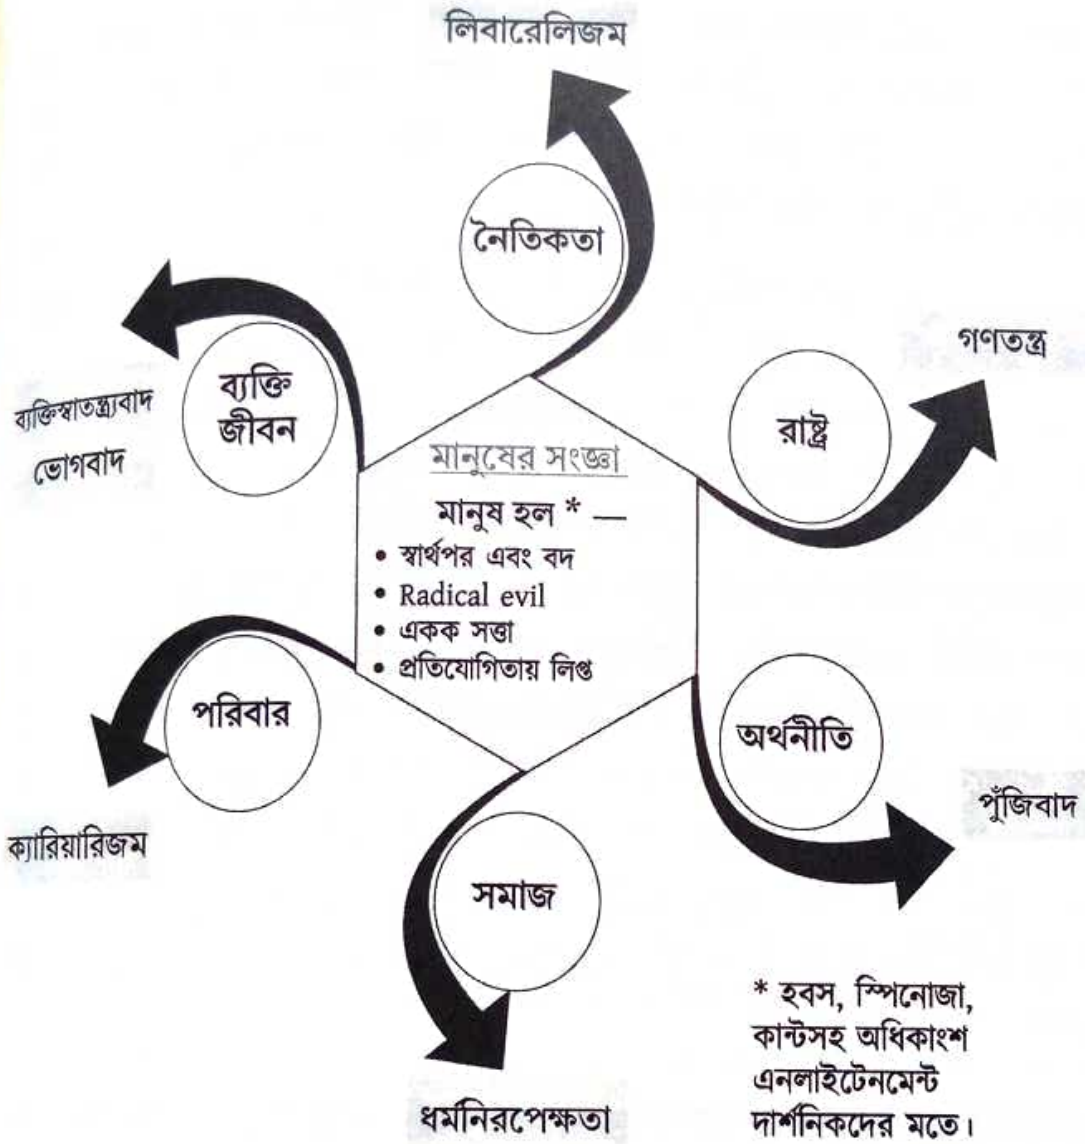 লিবারেলিজম
নৈতিকতা
গণতন্ত্র
রাষ্ট্র
ব্যক্তি
জীবন
ব্যক্তিস্বাতন্ত্র্যবাদ
ভোগবাদ
মানুষের সংজ্ঞা
মানুষ হল * —
• স্বার্থপর এবং বদ
• Radical evil
• একক সত্তা
• প্রতিযোগিতায় লিপ্ত
পরিবার
ক্যারিয়ারিজম
অর্থনীতি
পুঁজিবাদ
সমাজ
ধর্মনিরপেক্ষতা
* হবস, স্পিনোজা,
কান্টসহ অধিকাংশ
এনলাইটেনমেন্ট
দার্শনিকদের মতে।